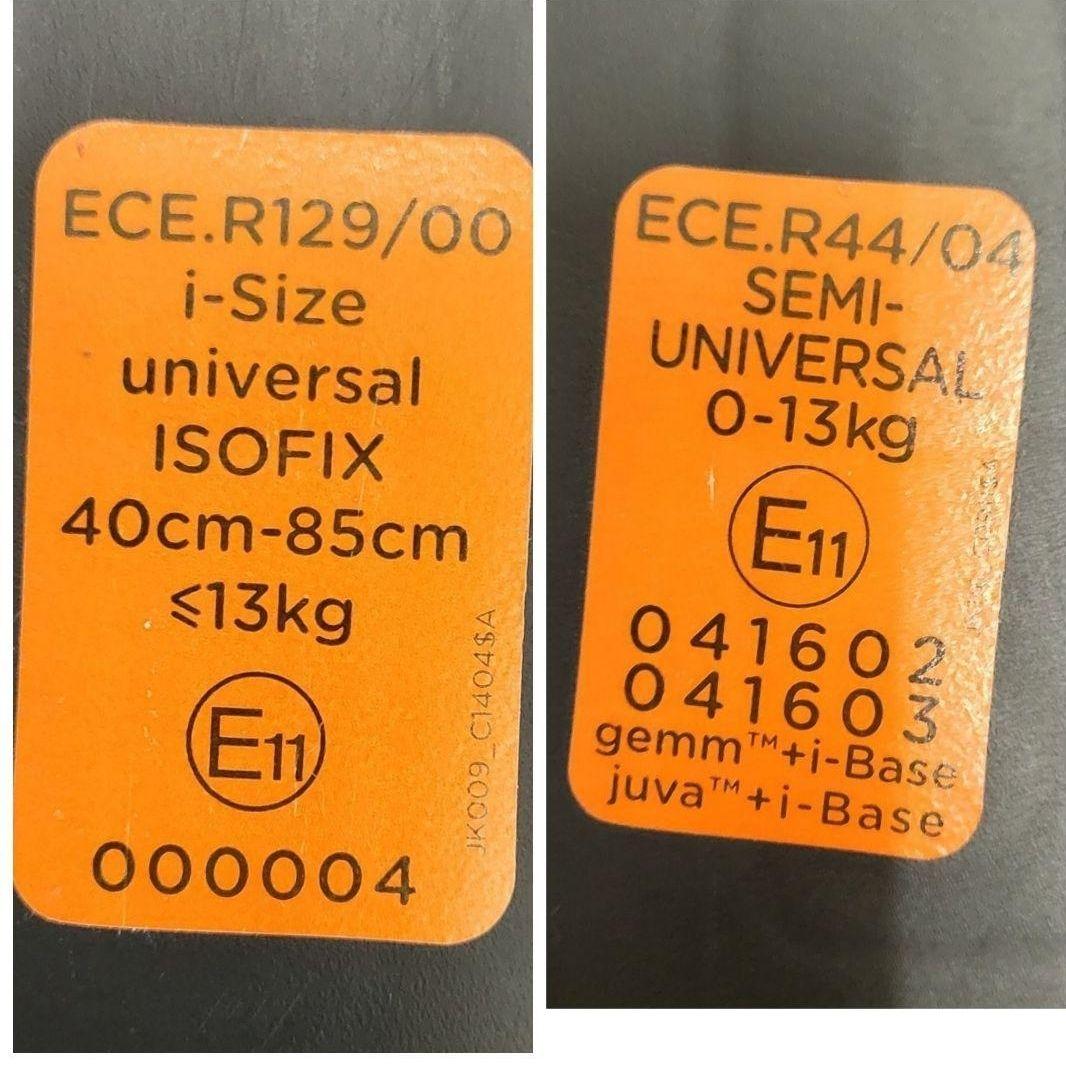 ECE.R129/00
i-Size
universal
ISOFIX
40cm-85cm
≤13kg
E11
000004
JK009_C1404$A
ECE.R44/04
SEMI-
UNIVERSAL
0-13kg
E11
041602
041603
gemm™+i-Base
juva™+i-Base